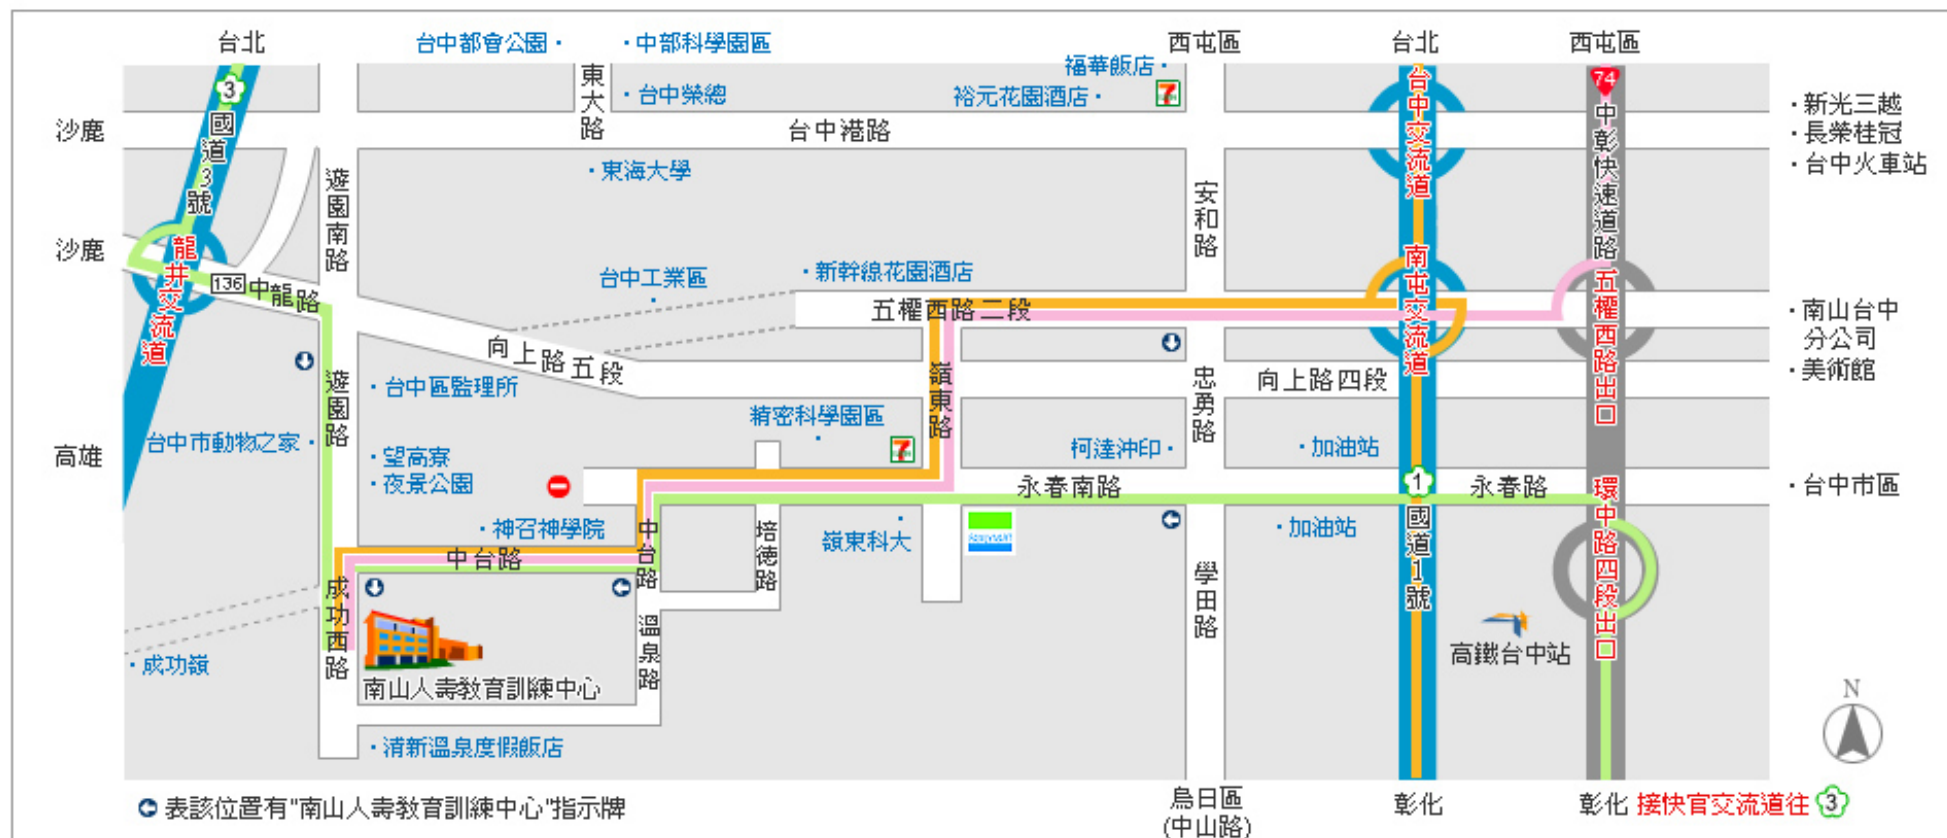 台北
台中都會公園
中部科學園區
西屯區
台北
西屯區
福華飯店
3
74
東大路
台中榮總
裕元花園酒店
7
新光三越
沙鹿
台中港路
長榮桂冠
台中火車站
國道3號
台中交流道
中彰快速道路
東海大學
遊園南路
安和路
沙鹿
龍井交流道
136
中龍路
台中工業區
新幹線花園酒店
南屯交流道
五權西路出口
五權西路二段
南山台中
分公司
美術館
向上路五段
向上路四段
遊園路
台中區監理所
嶺東路
忠勇路
精密科學園區
7
台中市動物之家
高雄
望高寮
夜景公園
柯達沖印
加油站
1
永春南路
永春路
台中市區
神召神學院
中台路
中台路
培德路
嶺東科大
加油站
國道1號
環中路四段出口
成功西路
學田路
溫泉路
高鐵台中站
成功嶺
南山人壽教育訓練中心
清新溫泉度假飯店
N
表該位置有"南山人壽教育訓練中心"指示牌
烏日區
(中山路)
彰化
彰化 接快官交流道往 3